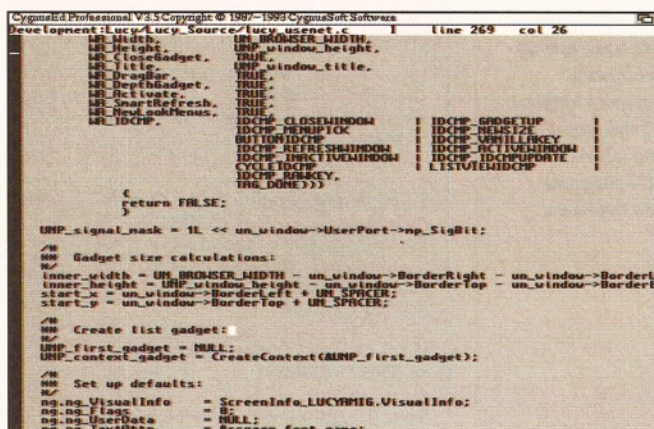 CygnusEd Professional V3.5 Copyright © 1987-1993 CygnusSoft Software
Development:Lucy/Lucy_Source/lucy_usenet.c I line 269 col 26
WA_Width, UM_BROWSER_WIDTH,
WA_Height, UMP_window_height,
WA_CloseGadget, TRUE,
WA_Title, UMP_window_title,
WA_DragBar, TRUE,
WA_DepthGadget, TRUE,
WA_Activate, TRUE,
WA_SmartRefresh, TRUE,
WA_NewLookMenus, TRUE,
WA_IDCMP, IDCMP_CLOSEWINDOW | IDCMP_GADGETUP |
IDCMP_MENUPICK | IDCMP_NEWSIZE |
BUTTONIDCMP | IDCMP_VANILLAKEY |
IDCMP_REFRESHWINDOW | IDCMP_ACTIVEWINDOW |
IDCMP_INACTIVEWINDOW | IDCMP_IDCMPUPDATE |
CYCLEIDCMP | LISTVIEWIDCMP |
IDCMP_RAWKEY,
TAG_DONE)))
{
return FALSE;
}
UMP_signal_mask = 1L << un_window->UserPort->mp_SigBit;
/*
** Gadget size calculations:
*/
inner_width = UM_BROWSER_WIDTH - un_window->BorderRight - un_window->BorderL
inner_height = UMP_window_height - un_window->BorderTop - un_window->BorderB
start_x = un_window->BorderLeft + UM_SPACER;
start_y = un_window->BorderTop + UM_SPACER;
/*
** Create list gadget:
*/
UMP_first_gadget = NULL;
UMP_context_gadget = CreateContext(&UMP_first_gadget);
/*
** Set up defaults:
*/
ng.ng_VisualInfo = ScreenInfo_LUCYAMIG.VisualInfo;
ng.ng_Flags = 0;
ng.ng_UserData = NULL;
ng.ng_TextAttr =